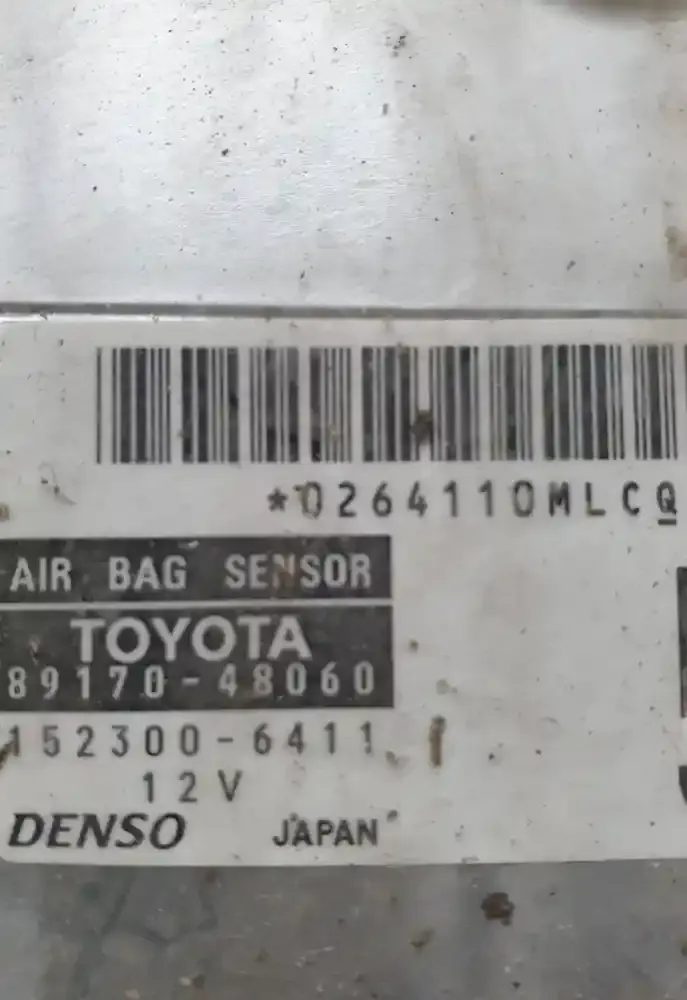 *0264110MLCQ
AIR BAG SENSOR
TOYOTA
89170-48060
152300-6411
12V
DENSO JAPAN